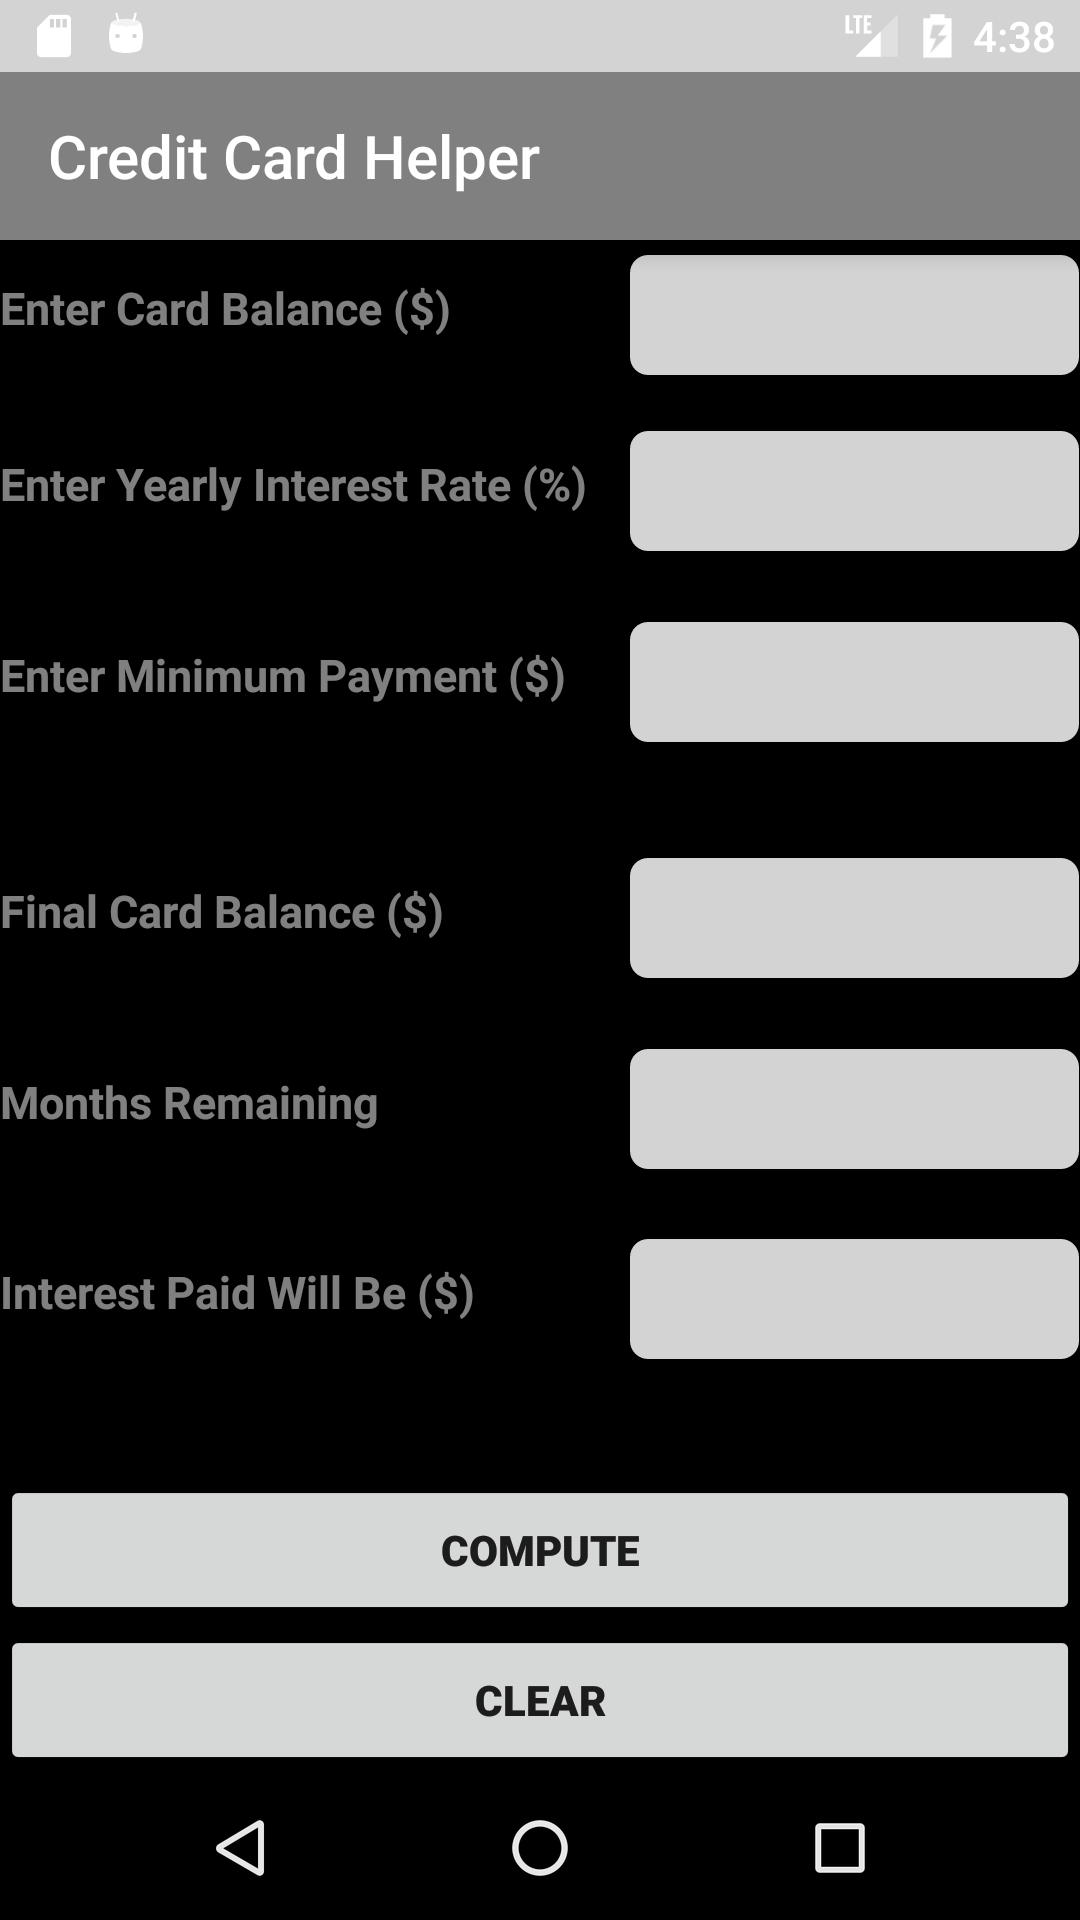 LTE 4:38
Credit Card Helper
Enter Card Balance ($)
Enter Yearly Interest Rate (%)
Enter Minimum Payment ($)
Final Card Balance ($)
Months Remaining
Interest Paid Will Be ($)
COMPUTE
CLEAR